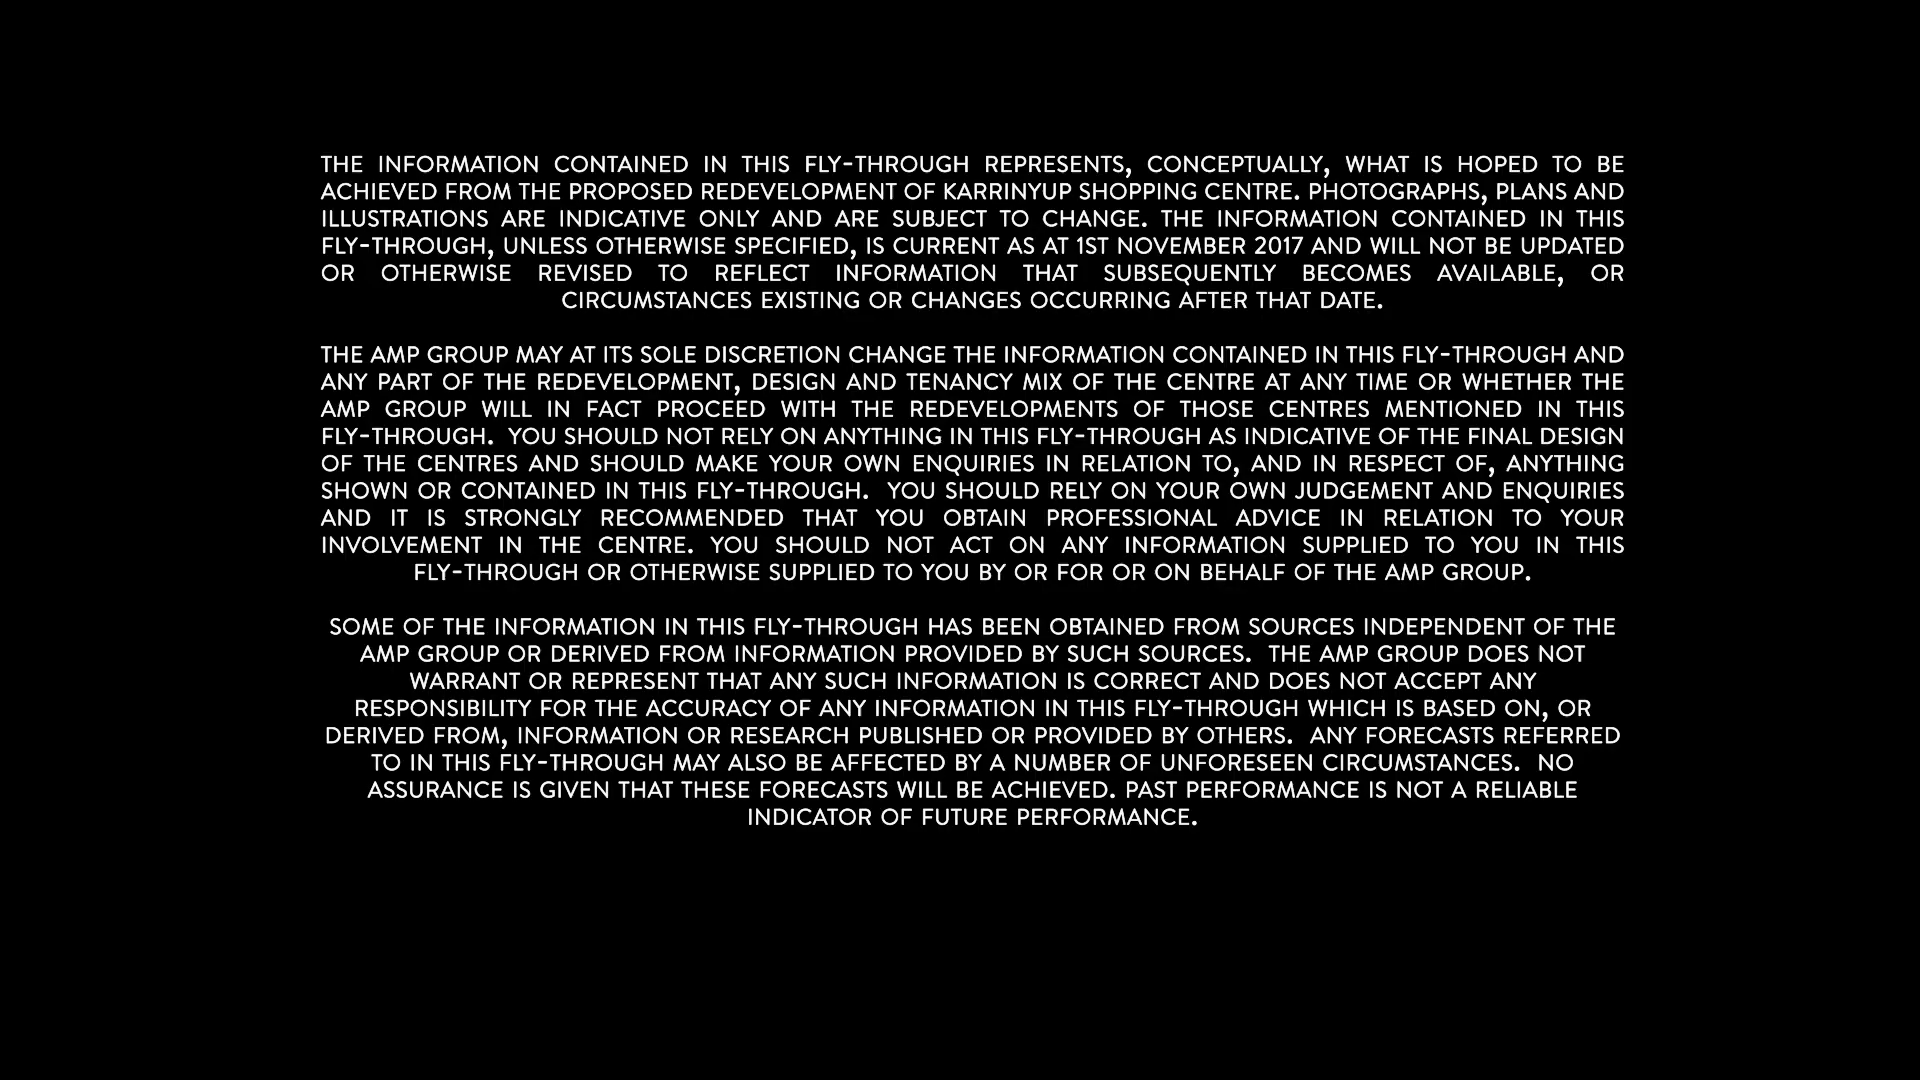 THE INFORMATION CONTAINED IN THIS FLY-THROUGH REPRESENTS, CONCEPTUALLY, WHAT IS HOPED TO BE
ACHIEVED FROM THE PROPOSED REDEVELOPMENT OF KARRINYUP SHOPPING CENTRE. PHOTOGRAPHS, PLANS AND
ILLUSTRATIONS ARE INDICATIVE ONLY AND ARE SUBJECT TO CHANGE. THE INFORMATION CONTAINED IN THIS
FLY-THROUGH, UNLESS OTHERWISE SPECIFIED, IS CURRENT AS AT 1ST NOVEMBER 2017 AND WILL NOT BE UPDATED
OR OTHERWISE REVISED TO REFLECT INFORMATION THAT SUBSEQUENTLY BECOMES AVAILABLE, OR
CIRCUMSTANCES EXISTING OR CHANGES OCCURRING AFTER THAT DATE.
THE AMP GROUP MAY AT ITS SOLE DISCRETION CHANGE THE INFORMATION CONTAINED IN THIS FLY-THROUGH AND
ANY PART OF THE REDEVELOPMENT, DESIGN AND TENANCY MIX OF THE CENTRE AT ANY TIME OR WHETHER THE
AMP GROUP WILL IN FACT PROCEED WITH THE REDEVELOPMENTS OF THOSE CENTRES MENTIONED IN THIS
FLY-THROUGH. YOU SHOULD NOT RELY ON ANYTHING IN THIS FLY-THROUGH AS INDICATIVE OF THE FINAL DESIGN
OF THE CENTRES AND SHOULD MAKE YOUR OWN ENQUIRIES IN RELATION TO, AND IN RESPECT OF, ANYTHING
SHOWN OR CONTAINED IN THIS FLY-THROUGH. YOU SHOULD RELY ON YOUR OWN JUDGEMENT AND ENQUIRIES
AND IT IS STRONGLY RECOMMENDED THAT YOU OBTAIN PROFESSIONAL ADVICE IN RELATION TO YOUR
INVOLVEMENT IN THE CENTRE. YOU SHOULD NOT ACT ON ANY INFORMATION SUPPLIED TO YOU IN THIS
FLY-THROUGH OR OTHERWISE SUPPLIED TO YOU BY OR FOR OR ON BEHALF OF THE AMP GROUP.
SOME OF THE INFORMATION IN THIS FLY-THROUGH HAS BEEN OBTAINED FROM SOURCES INDEPENDENT OF THE
AMP GROUP OR DERIVED FROM INFORMATION PROVIDED BY SUCH SOURCES. THE AMP GROUP DOES NOT
WARRANT OR REPRESENT THAT ANY SUCH INFORMATION IS CORRECT AND DOES NOT ACCEPT ANY
RESPONSIBILITY FOR THE ACCURACY OF ANY INFORMATION IN THIS FLY-THROUGH WHICH IS BASED ON, OR
DERIVED FROM, INFORMATION OR RESEARCH PUBLISHED OR PROVIDED BY OTHERS. ANY FORECASTS REFERRED
TO IN THIS FLY-THROUGH MAY ALSO BE AFFECTED BY A NUMBER OF UNFORESEEN CIRCUMSTANCES. NO
ASSURANCE IS GIVEN THAT THESE FORECASTS WILL BE ACHIEVED. PAST PERFORMANCE IS NOT A RELIABLE
INDICATOR OF FUTURE PERFORMANCE.